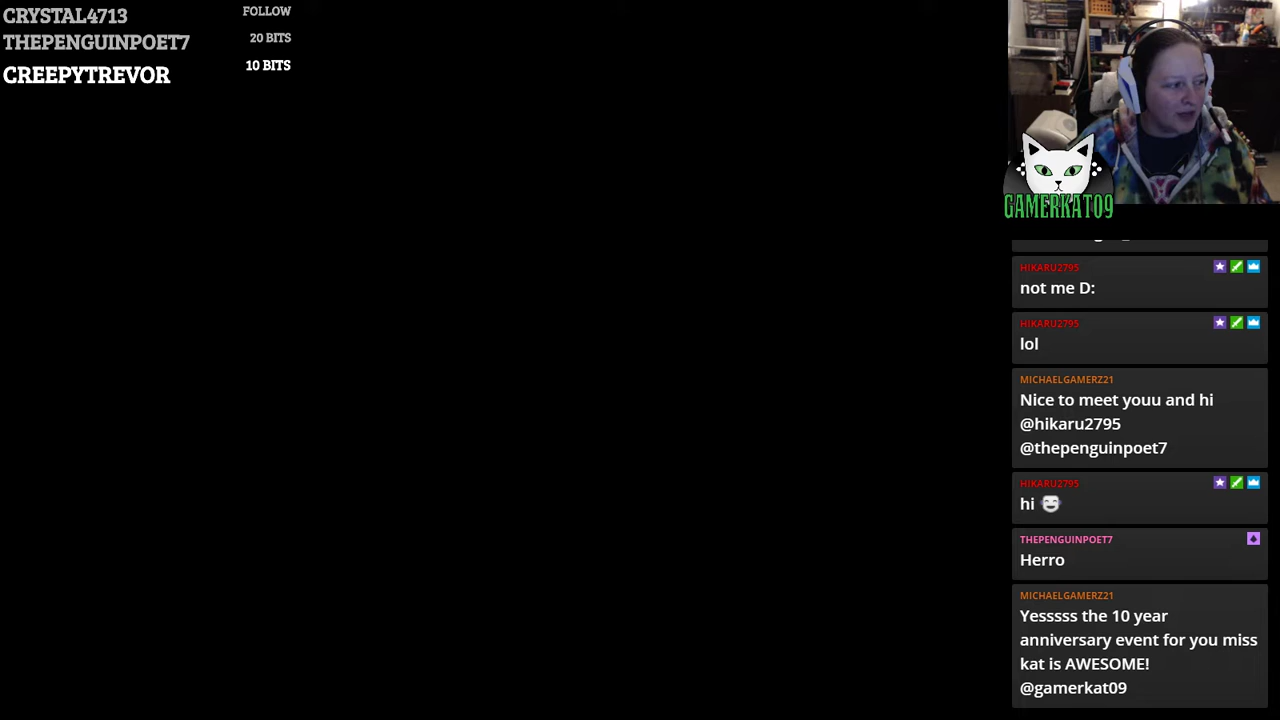 CRYSTAL4713 FOLLOW
THEPENGUINPOET7 20 BITS
CREEPYTREVOR 10 BITS
GAMERKAT09
HIKARU2795
not me D:
HIKARU2795
lol
MICHAELGAMERZ21
Nice to meet youu and hi
@hikaru2795
@thepenguinpoet7
HIKARU2795
hi
THEPENGUINPOET7
Herro
MICHAELGAMERZ21
Yesssss the 10 year
anniversary event for you miss
kat is AWESOME!
@gamerkat09